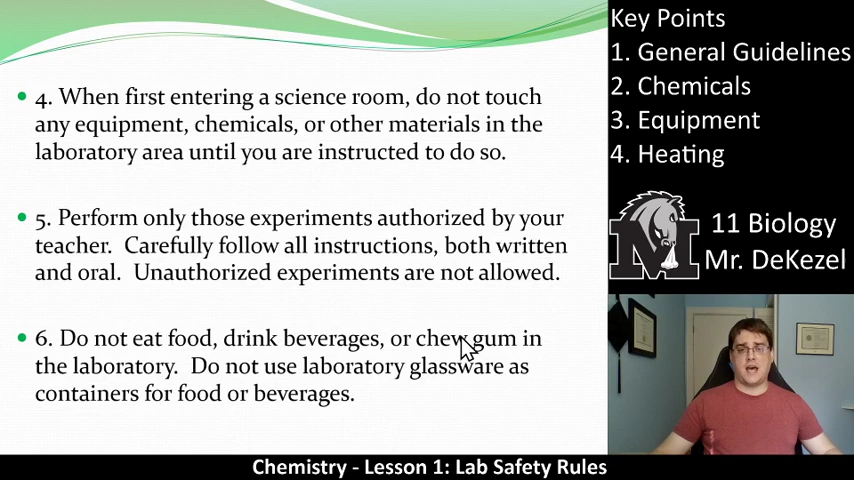 4. When first entering a science room, do not touch
any equipment, chemicals, or other materials in the
laboratory area until you are instructed to do so.
5. Perform only those experiments authorized by your
teacher. Carefully follow all instructions, both written
and oral. Unauthorized experiments are not allowed.
6. Do not eat food, drink beverages, or chew gum in
the laboratory. Do not use laboratory glassware as
containers for food or beverages.
Key Points
1. General Guidelines
2. Chemicals
3. Equipment
4. Heating
M
11 Biology
Mr. DeKezel
Chemistry - Lesson 1: Lab Safety Rules